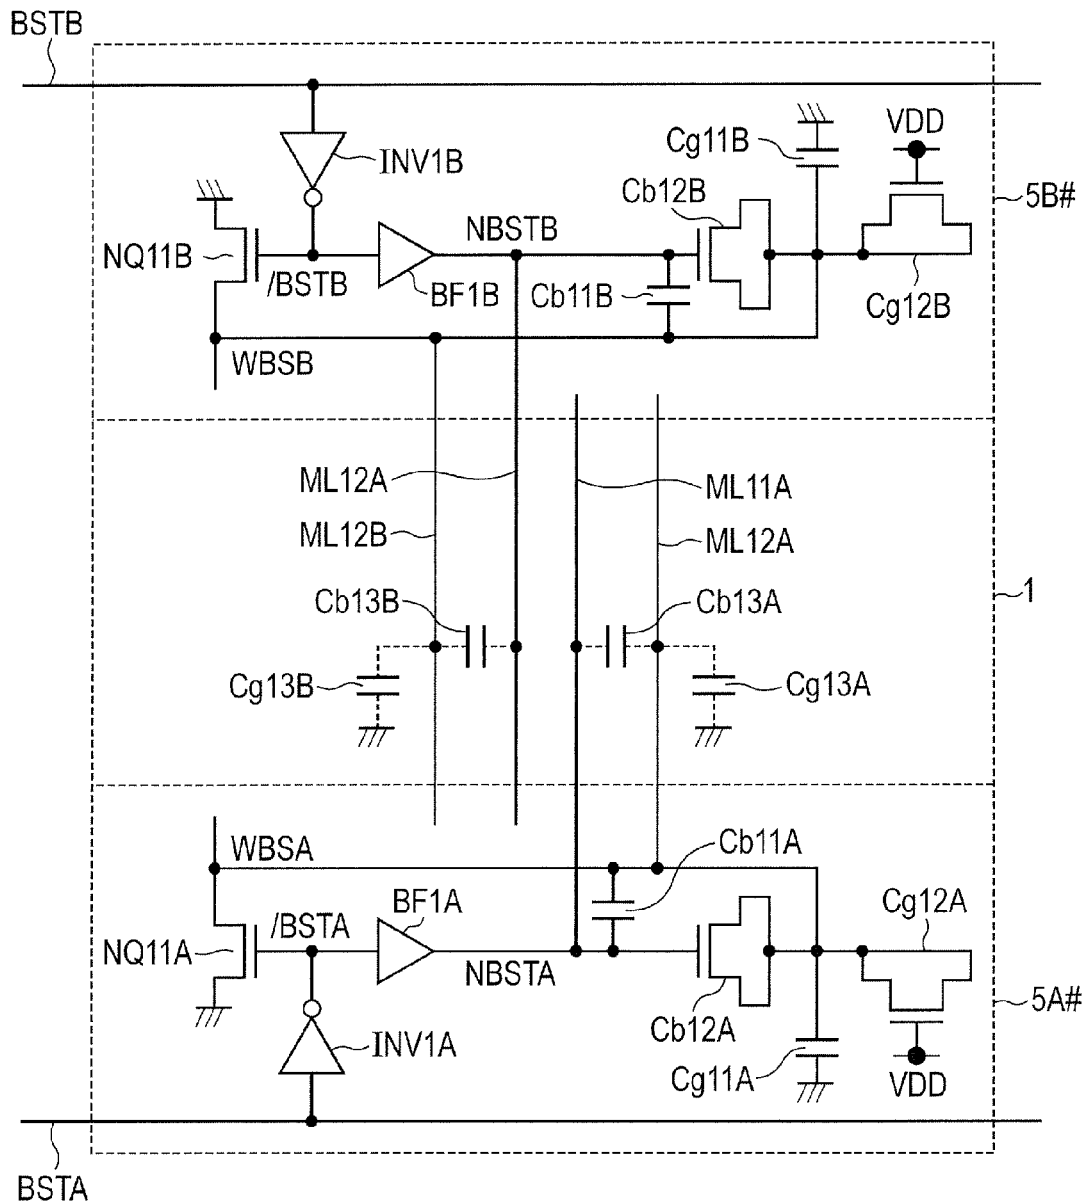 BSTB
VDD
Cg11B
INV1B
Cb12B
5B#
NBSTB
NQ11B
/BSTB
BF1B
Cb11B
Cg12B
WBSB
ML12A
ML11A
ML12B
ML12A
Cb13B
Cb13A
1
Cg13B
Cg13A
WBSA
Cb11A
BF1A
Cg12A
/BSTA
NQ11A
NBSTA
5A#
Cb12A
INV1A
Cg11A
VDD
BSTA